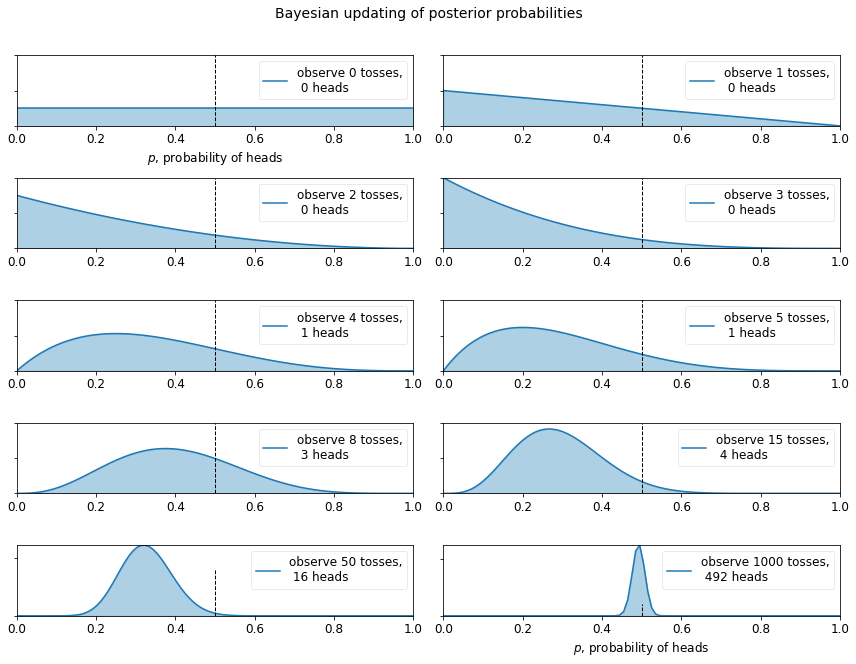 Bayesian updating of posterior probabilities
observe 0 tosses,
0 heads
0.0 0.2 0.4 0.6 0.8 1.0
p, probability of heads
observe 1 tosses,
0 heads
0.0 0.2 0.4 0.6 0.8 1.0
observe 2 tosses,
0 heads
0.0 0.2 0.4 0.6 0.8 1.0
observe 3 tosses,
0 heads
0.0 0.2 0.4 0.6 0.8 1.0
observe 4 tosses,
1 heads
0.0 0.2 0.4 0.6 0.8 1.0
observe 5 tosses,
1 heads
0.0 0.2 0.4 0.6 0.8 1.0
observe 8 tosses,
3 heads
0.0 0.2 0.4 0.6 0.8 1.0
observe 15 tosses,
4 heads
0.0 0.2 0.4 0.6 0.8 1.0
observe 50 tosses,
16 heads
0.0 0.2 0.4 0.6 0.8 1.0
observe 1000 tosses,
492 heads
0.0 0.2 0.4 0.6 0.8 1.0
p, probability of heads